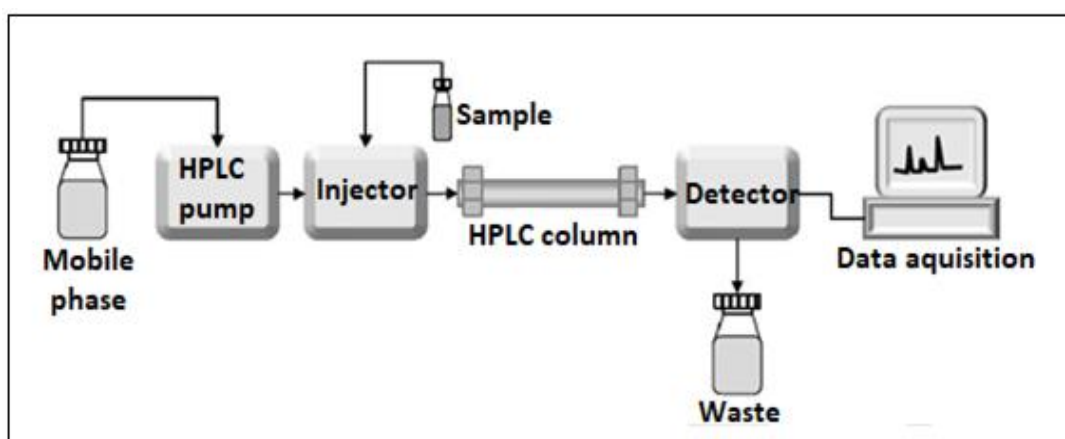 Sample
HPLC
pump
Injector
Detector
HPLC column
Mobile
phase
Data aquisition
Waste